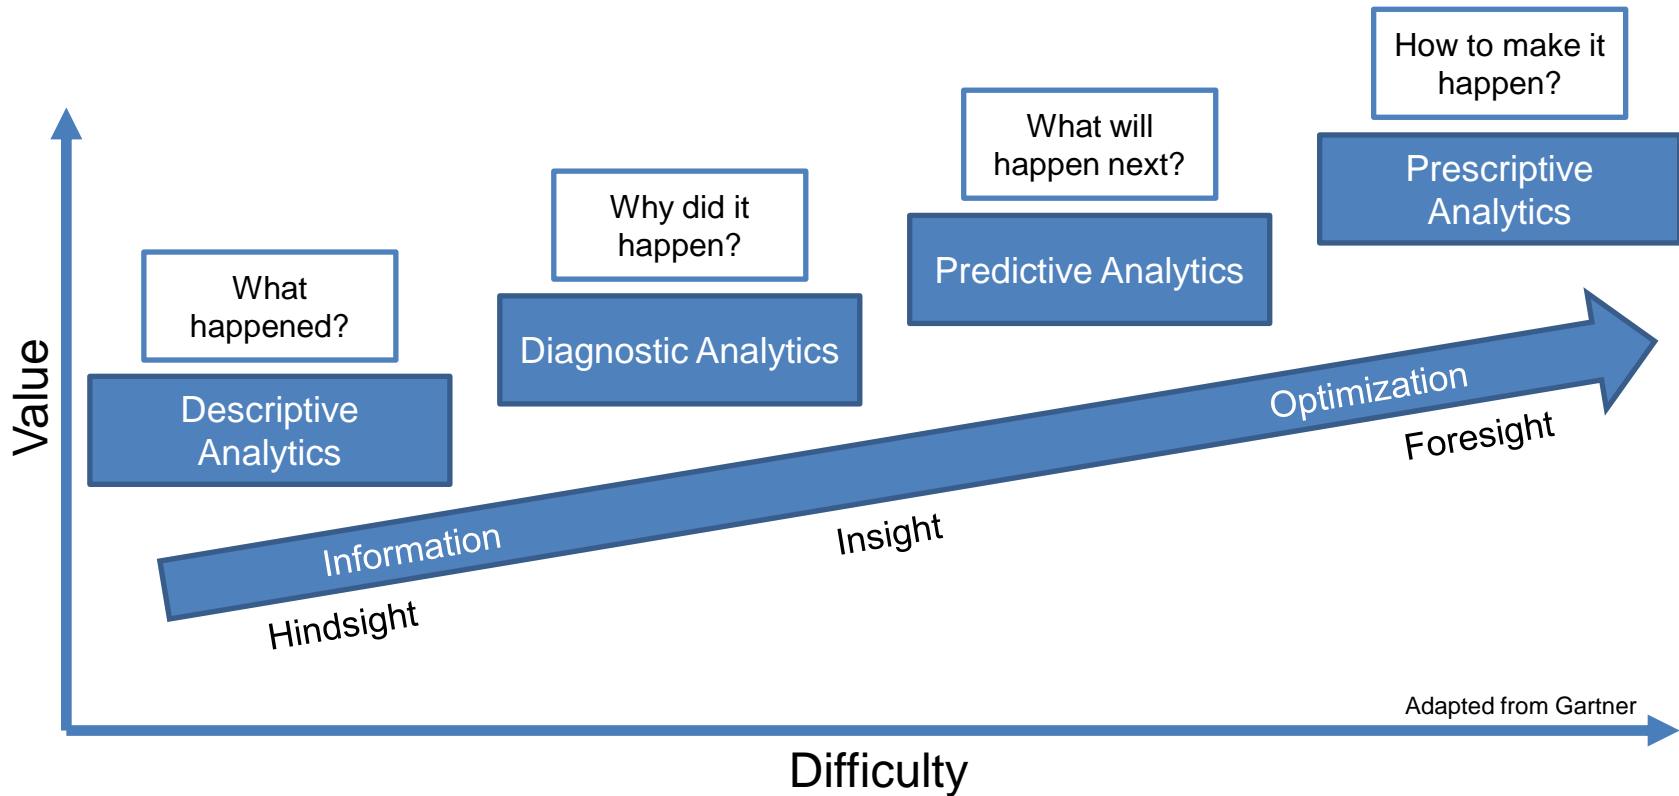 Value
What
happened?
Descriptive
Analytics
Why did it
happen?
Diagnostic Analytics
What will
happen next?
Predictive Analytics
How to make it
happen?
Prescriptive
Analytics
Information
Optimization
Hindsight
Insight
Foresight
Adapted from Gartner
Difficulty